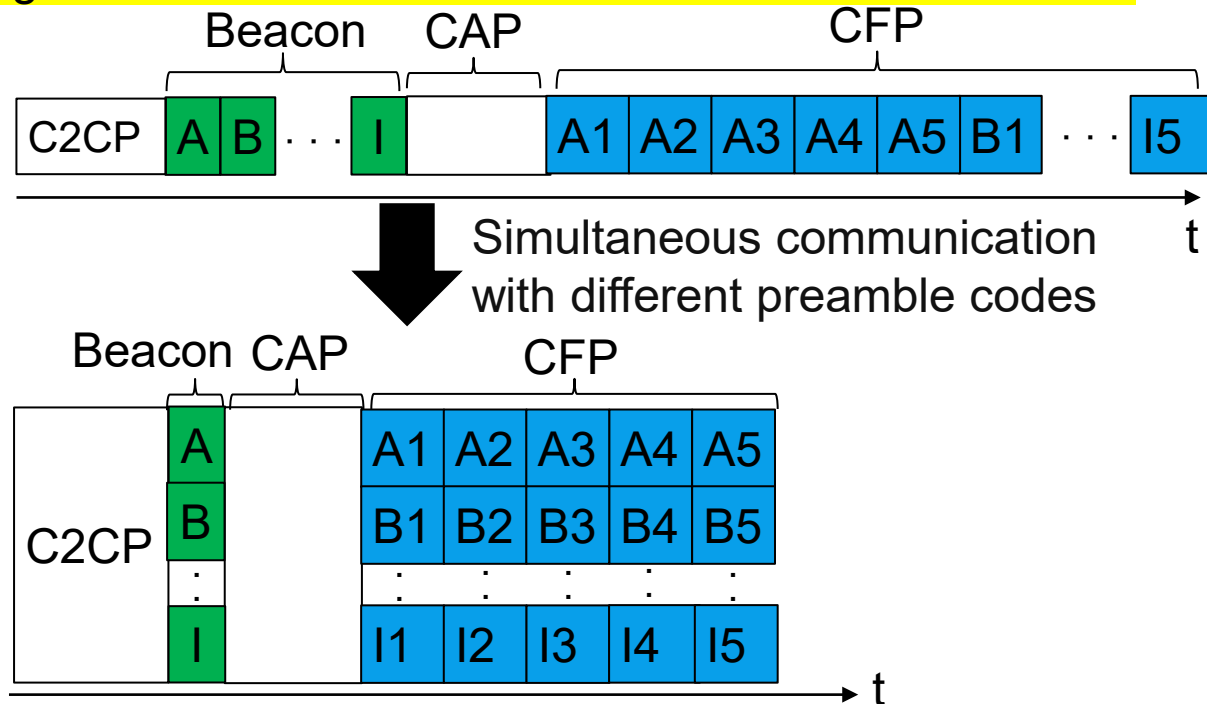 Beacon CAP CFP
C2CP A B · · · I A1 A2 A3 A4 A5 B1 · · · I5
t
Simultaneous communication
with different preamble codes
Beacon CAP CFP
A A1 A2 A3 A4 A5
B B1 B2 B3 B4 B5
C2CP
: : : : : :
I I1 I2 I3 I4 I5
t